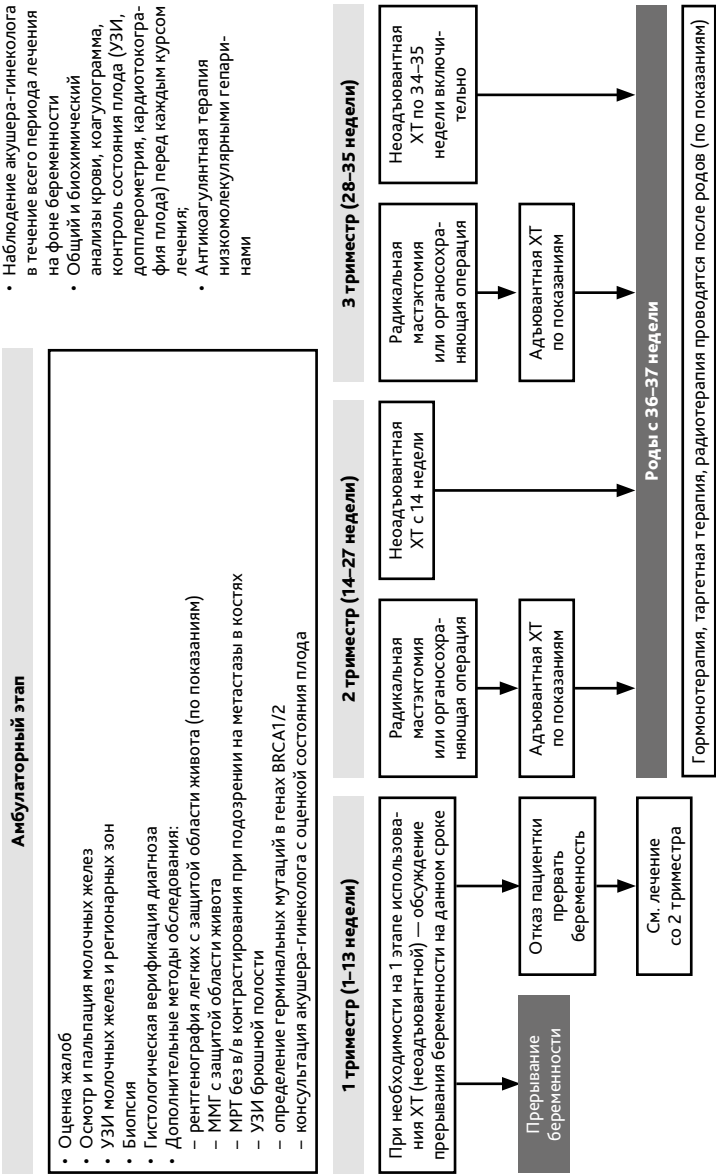 Амбулаторный этап
• Оценка жалоб
• Осмотр и пальпация молочных желез
• УЗИ молочных желез и регионарных зон
• Биопсия
• Гистологическая верификация диагноза
• Дополнительные методы обследования:
– рентгенография легких с защитой области живота (по показаниям)
– ММГ с защитой области живота
– МРТ без в/в контрастирования при подозрении на метастазы в костях
– УЗИ брюшной полости
– определение герминальных мутаций в генах BRCA1/2
– консультация акушера-гинеколога с оценкой состояния плода
• Наблюдение акушера-гинеколога
в течение всего периода лечения
на фоне беременности
• Общий и биохимический
анализы крови, коагулограмма,
контроль состояния плода (УЗИ,
допплерометрия, кардиотокогра-
фия плода) перед каждым курсом
лечения;
• Антикоагулянтная терапия
низкомолекулярными гепари-
нами
1 триместр (1–13 недели)
При необходимости на 1 этапе использова-
ния ХТ (неоадъювантной) — обсуждение
прерывания беременности на данном сроке
Прерывание
беременности
Отказ пациентки
прервать
беременность
См. лечение
со 2 триместра
2 триместр (14–27 недели)
Радикальная
мастэктомия
или органосохра-
няющая операция
Адъювантная ХТ
по показаниям
Неоадъювантная
ХТ с 14 недели
3 триместр (28–35 недели)
Радикальная
мастэктомия
или органосохра-
няющая операция
Адъювантная ХТ
по показаниям
Неоадъювантная
ХТ по 34–35
недели включи-
тельно
Роды с 36–37 недели
Гормонотерапия, таргетная терапия, радиотерапия проводятся после родов (по показаниям)